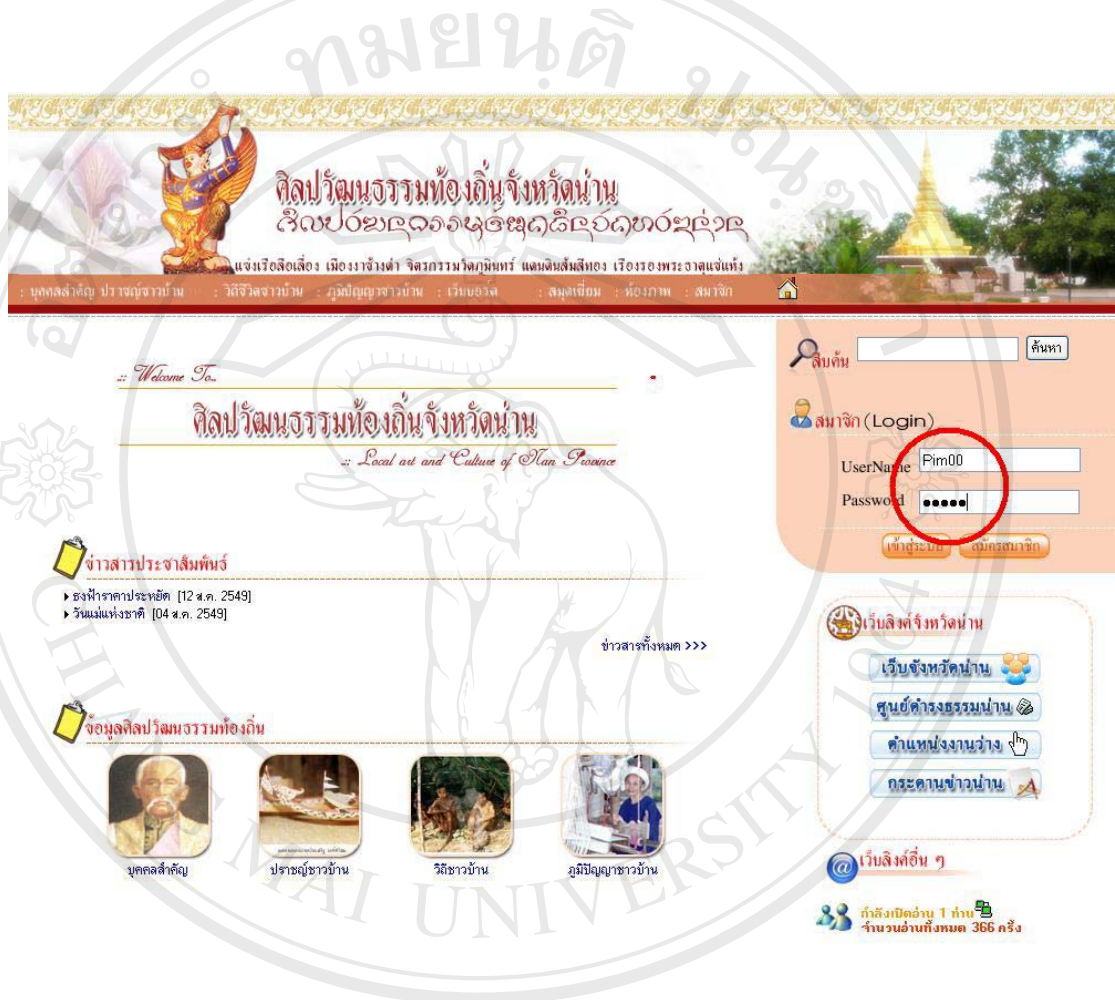 ศิลปวัฒนธรรมท้องถิ่นจังหวัดน่าน
แข่งเรือลือเลื่อง เมืองงาช้างดำ จิตรกรรมวัดภูมินทร์ แดนดินส้มสีทอง เรืองรองพระธาตุแช่แห้ง
: บุคคลสำคัญ ปราชญ์ชาวบ้าน : วิถีชีวิตชาวบ้าน : ภูมิปัญญาชาวบ้าน : เว็บบอร์ด : สมุดเยี่ยม : ห้องภาพ : สมาชิก
สืบค้น ค้นหา
.:: Welcome To..
ศิลปวัฒนธรรมท้องถิ่นจังหวัดน่าน
.:: Local art and Culture of Nan Province
สมาชิก (Login)
UserName Pim00
Password •••••
เข้าสู่ระบบ สมัครสมาชิก
ข่าวสารประชาสัมพันธ์
ธงฟ้าราคาประหยัด [12 ส.ค. 2549]
วันแม่แห่งชาติ [04 ส.ค. 2549]
ข่าวสารทั้งหมด >>>
เว็บลิงค์จังหวัดน่าน
เว็บจังหวัดน่าน
ศูนย์ดำรงธรรมน่าน
ตำแหน่งงานว่าง
กระดานข่าวน่าน
ข้อมูลศิลปวัฒนธรรมท้องถิ่น
บุคคลสำคัญ ปราชญ์ชาวบ้าน วิถีชาวบ้าน ภูมิปัญญาชาวบ้าน
เว็บลิงค์อื่น ๆ
กำลังเปิดอ่าน 1 ท่าน
จำนวนอ่านทั้งหมด 366 ครั้ง
CHIANG MAI UNIVERSITY 1964